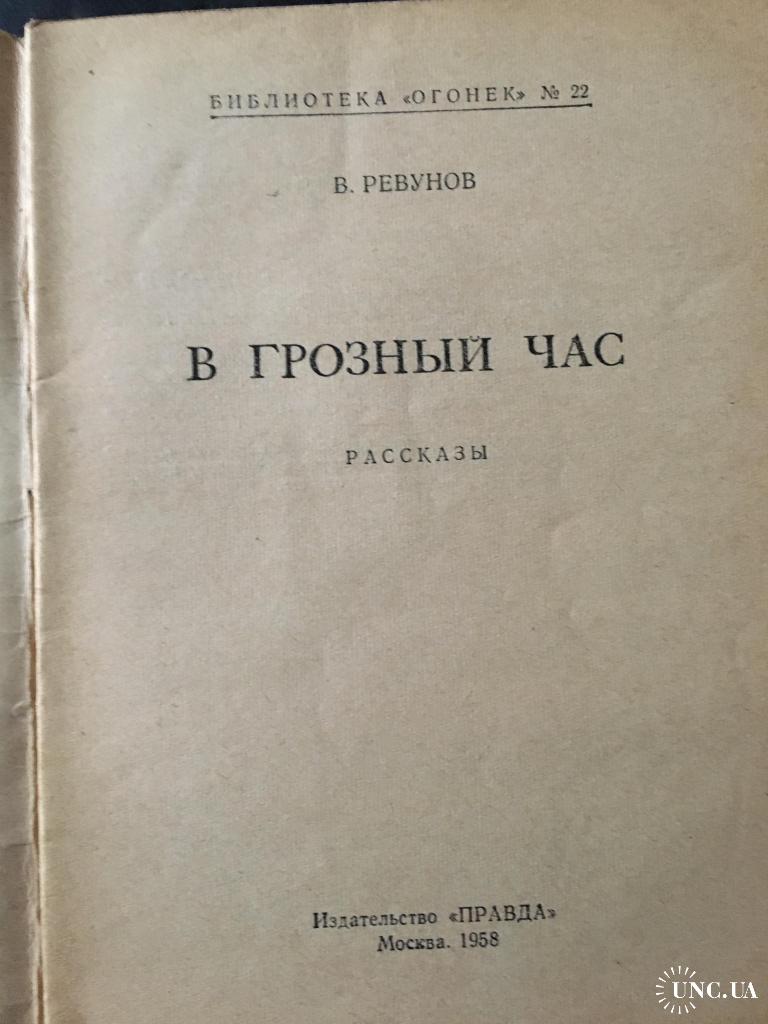 БИБЛИОТЕКА «ОГОНЕК» № 22
В. РЕВУНОВ
В ГРОЗНЫЙ ЧАС
РАССКАЗЫ
Издательство «ПРАВДА»
Москва. 1958
UNC.UA